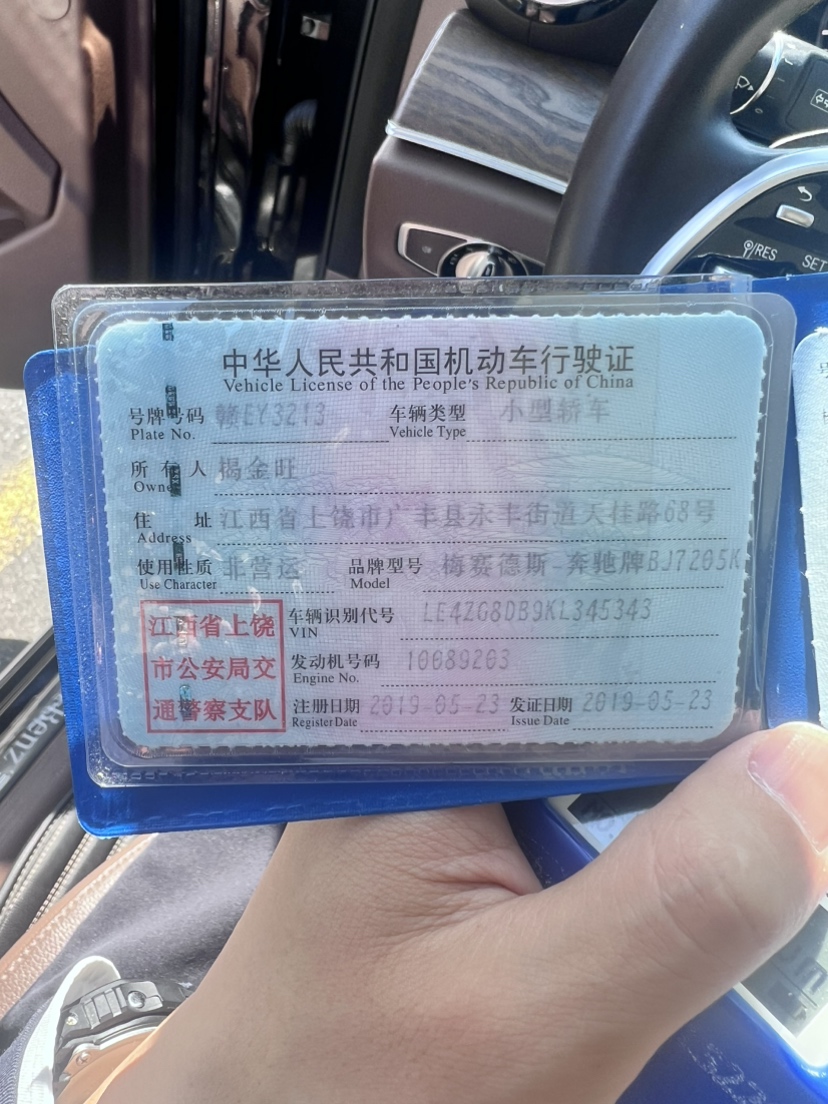 中华人民共和国机动车行驶证
Vehicle License of the People's Republic of China
号牌号码 赣EY3213 车辆类型 小型轿车
Plate No. Vehicle Type
所有人 揭金旺
Owner
住址 江西省上饶市广丰县永丰街道天佳路68号
Address
使用性质 非营运 品牌型号 梅赛德斯-奔驰牌BJ7205K
Use Character Model
江西省上饶
市公安局交
通警察支队
车辆识别代号 LE4ZG8DB9KL345343
VIN
发动机号码 10089203
Engine No.
注册日期 2019-05-23 发证日期 2019-05-23
Register Date Issue Date
RES
SET
Benz